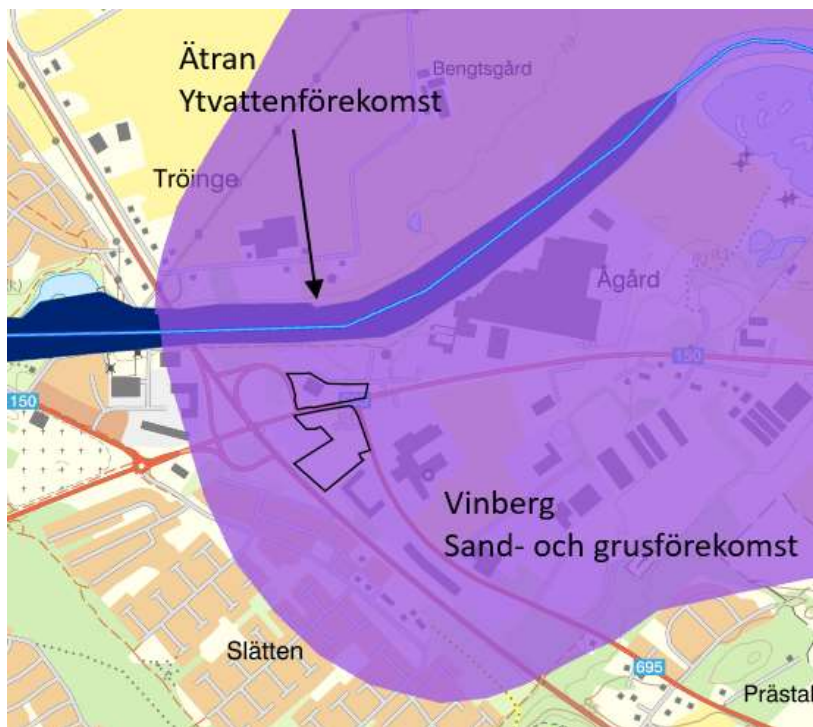 Ätran
Ytvattenförekomst
Bengtsgård
Tröinge
Ågård
150
150
Vinberg
Sand- och grusförekomst
Slätten
695
Prästal